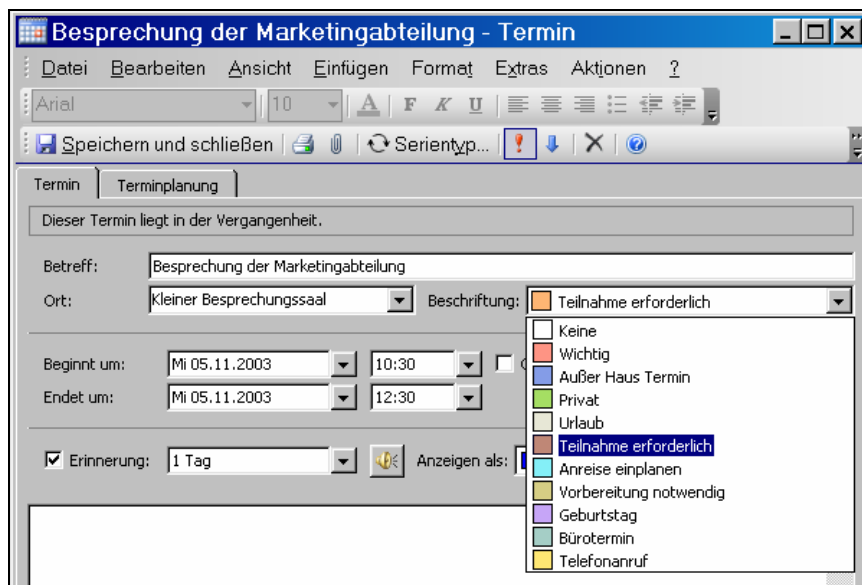 Besprechung der Marketingabteilung - Termin
Datei Bearbeiten Ansicht Einfügen Format Extras Aktionen ?
Arial 10 A F K U
Speichern und schließen Serientyp...
Termin Terminplanung
Dieser Termin liegt in der Vergangenheit.
Betreff: Besprechung der Marketingabteilung
Ort: Kleiner Besprechungssaal Beschriftung: Teilnahme erforderlich
Keine
Wichtig
Beginnt um: Mi 05.11.2003 10:30
Außer Haus Termin
Privat
Endet um: Mi 05.11.2003 12:30
Urlaub
Teilnahme erforderlich
Erinnerung: 1 Tag Anzeigen als:
Anreise einplanen
Vorbereitung notwendig
Geburtstag
Bürotermin
Telefonanruf